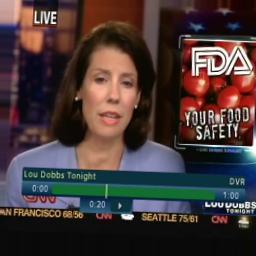 LIVE
FDA
YOUR FOOD
SAFETY
CNN
Lou Dobbs Tonight
DVR
0:00
1:00
0:20
LOU DOBBS
TONIGHT
AN FRANCISCO 68/56
CNN
SEATTLE 75/61
CNN